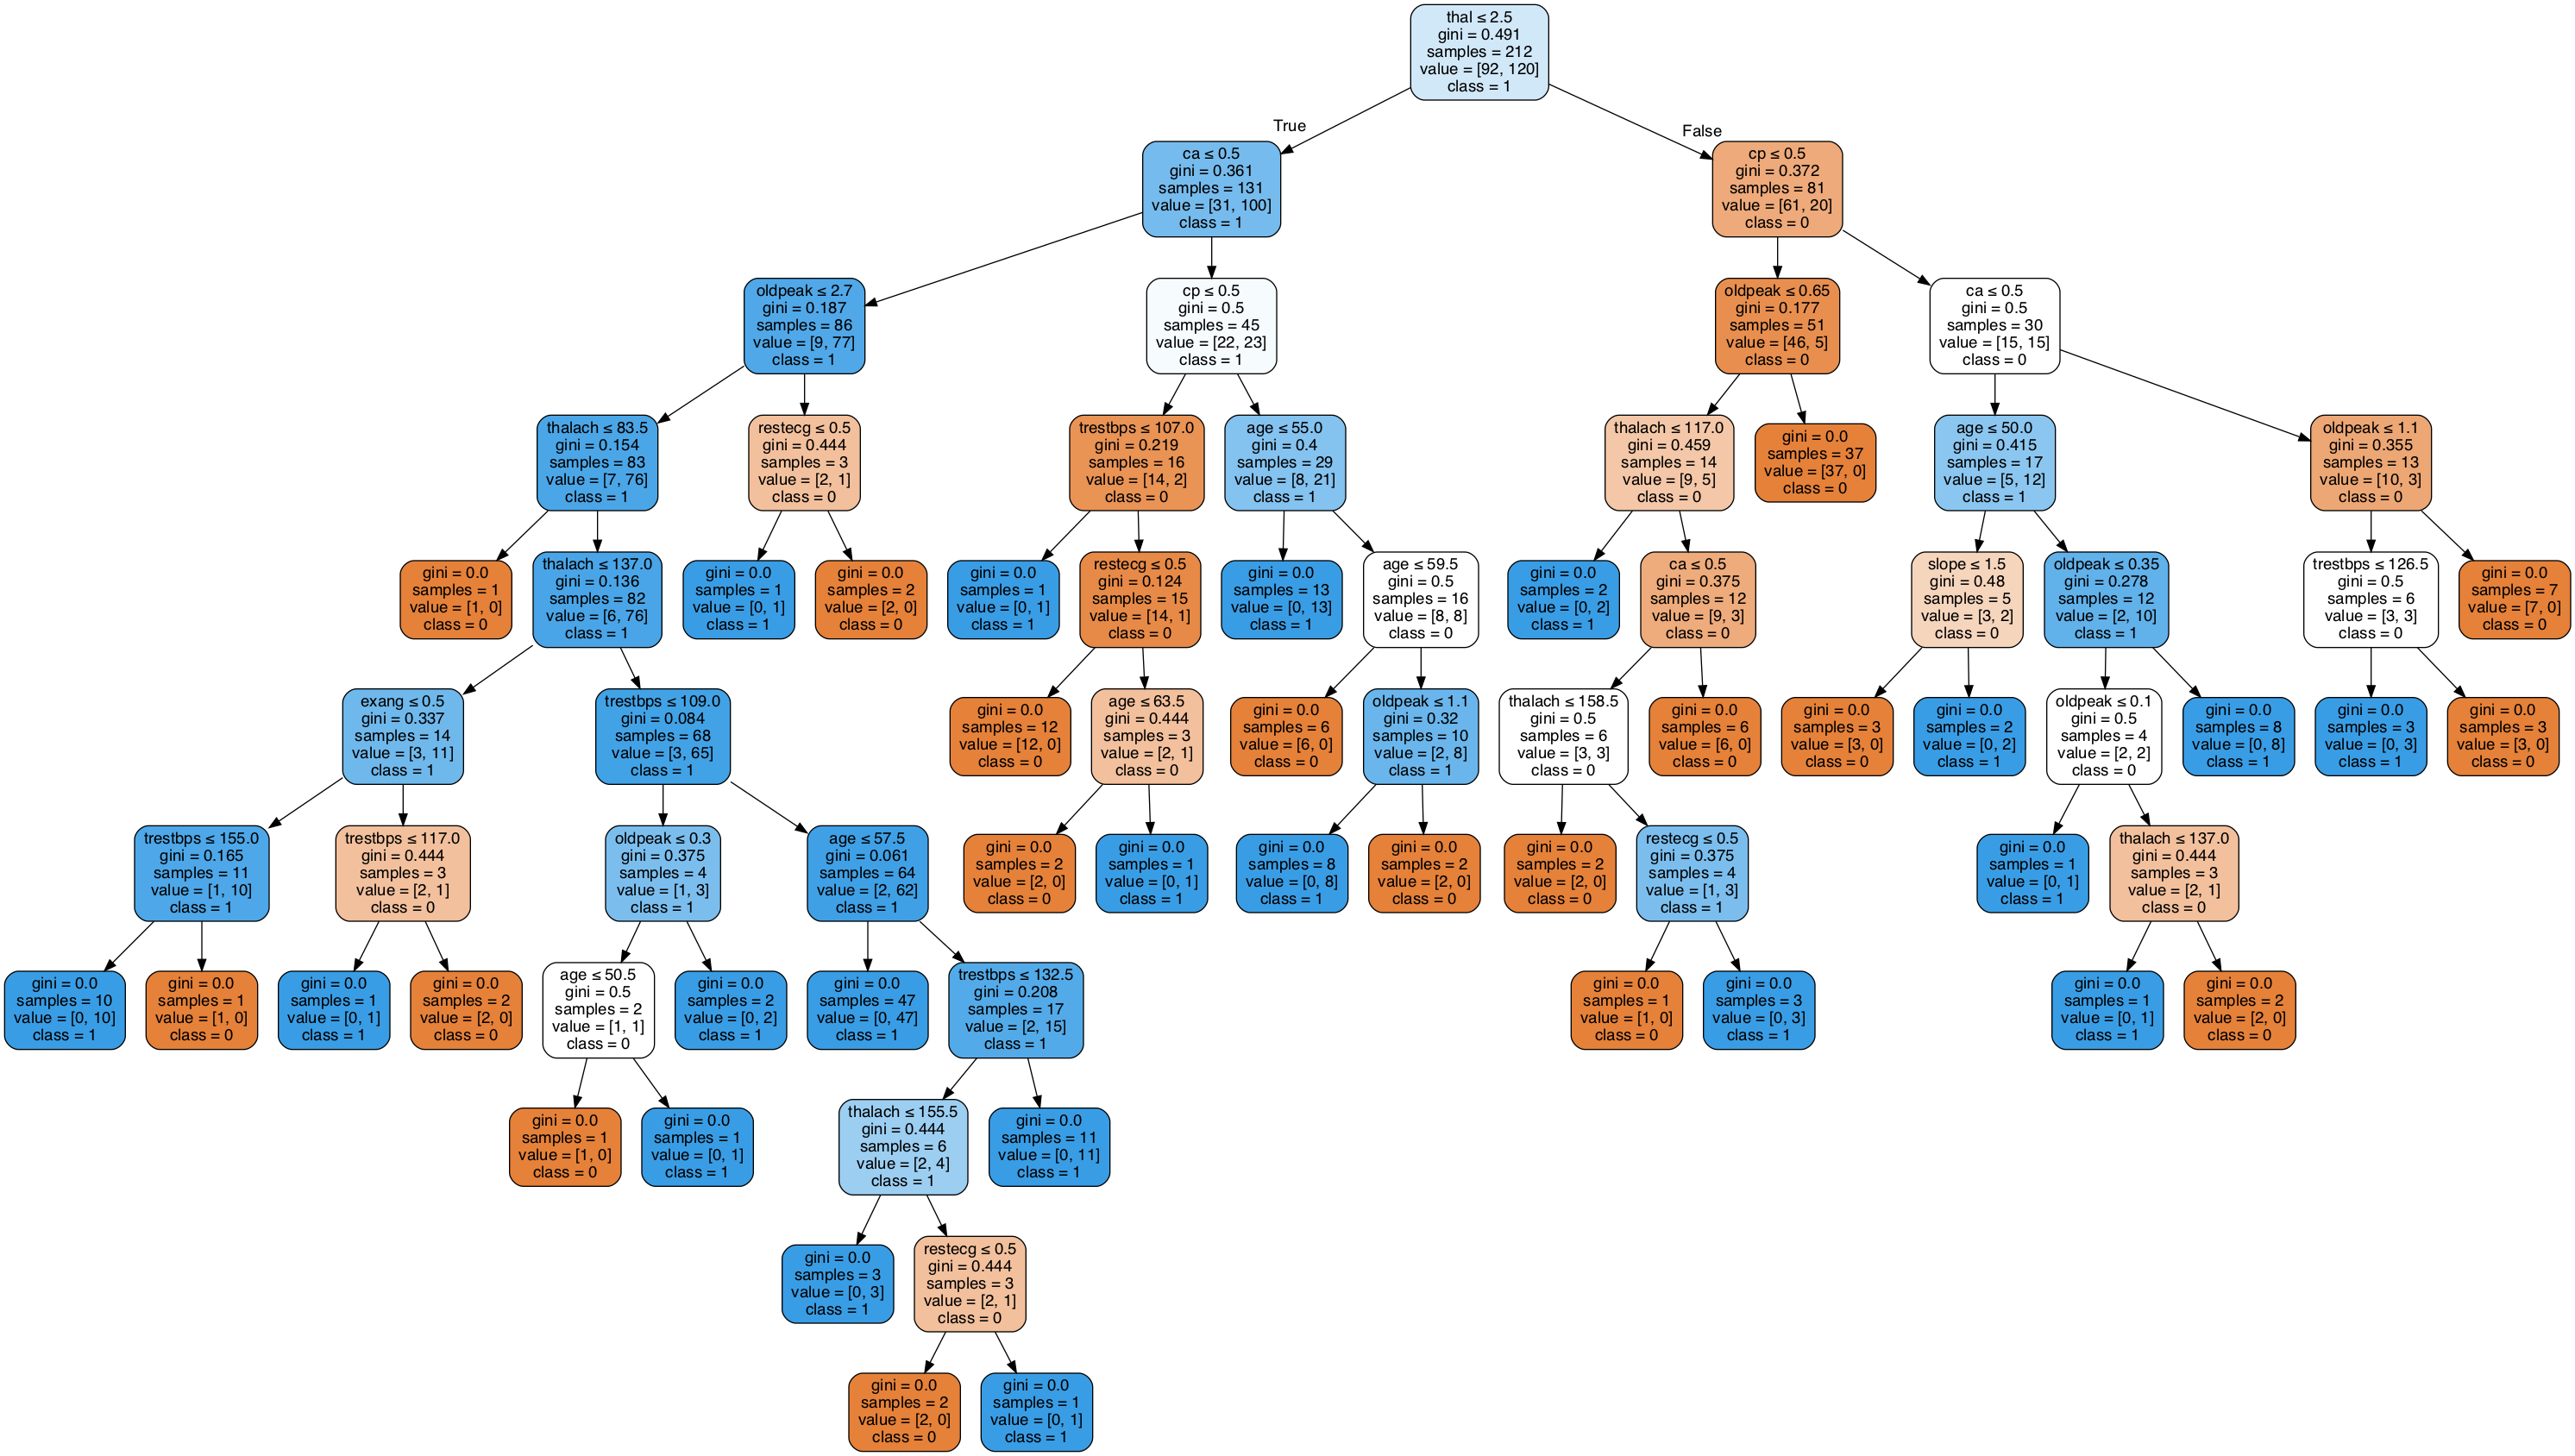 thal ≤ 2.5
gini = 0.491
samples = 212
value = [92, 120]
class = 1
True
False
ca ≤ 0.5
gini = 0.361
samples = 131
value = [31, 100]
class = 1
cp ≤ 0.5
gini = 0.372
samples = 81
value = [61, 20]
class = 0
oldpeak ≤ 2.7
gini = 0.187
samples = 86
value = [9, 77]
class = 1
cp ≤ 0.5
gini = 0.5
samples = 45
value = [22, 23]
class = 1
oldpeak ≤ 0.65
gini = 0.177
samples = 51
value = [46, 5]
class = 0
ca ≤ 0.5
gini = 0.5
samples = 30
value = [15, 15]
class = 0
thalach ≤ 83.5
gini = 0.154
samples = 83
value = [7, 76]
class = 1
restecg ≤ 0.5
gini = 0.444
samples = 3
value = [2, 1]
class = 0
trestbps ≤ 107.0
gini = 0.219
samples = 16
value = [14, 2]
class = 0
age ≤ 55.0
gini = 0.4
samples = 29
value = [8, 21]
class = 1
thalach ≤ 117.0
gini = 0.459
samples = 14
value = [9, 5]
class = 0
gini = 0.0
samples = 37
value = [37, 0]
class = 0
age ≤ 50.0
gini = 0.415
samples = 17
value = [5, 12]
class = 1
oldpeak ≤ 1.1
gini = 0.355
samples = 13
value = [10, 3]
class = 0
gini = 0.0
samples = 1
value = [1, 0]
class = 0
thalach ≤ 137.0
gini = 0.136
samples = 82
value = [6, 76]
class = 1
gini = 0.0
samples = 1
value = [0, 1]
class = 1
gini = 0.0
samples = 2
value = [2, 0]
class = 0
gini = 0.0
samples = 1
value = [0, 1]
class = 1
restecg ≤ 0.5
gini = 0.124
samples = 15
value = [14, 1]
class = 0
gini = 0.0
samples = 13
value = [0, 13]
class = 1
age ≤ 59.5
gini = 0.5
samples = 16
value = [8, 8]
class = 0
gini = 0.0
samples = 2
value = [0, 2]
class = 1
ca ≤ 0.5
gini = 0.375
samples = 12
value = [9, 3]
class = 0
slope ≤ 1.5
gini = 0.48
samples = 5
value = [3, 2]
class = 0
oldpeak ≤ 0.35
gini = 0.278
samples = 12
value = [2, 10]
class = 1
trestbps ≤ 126.5
gini = 0.5
samples = 6
value = [3, 3]
class = 0
gini = 0.0
samples = 7
value = [7, 0]
class = 0
exang ≤ 0.5
gini = 0.337
samples = 14
value = [3, 11]
class = 1
trestbps ≤ 109.0
gini = 0.084
samples = 68
value = [3, 65]
class = 1
gini = 0.0
samples = 12
value = [12, 0]
class = 0
age ≤ 63.5
gini = 0.444
samples = 3
value = [2, 1]
class = 0
gini = 0.0
samples = 6
value = [6, 0]
class = 0
oldpeak ≤ 1.1
gini = 0.32
samples = 10
value = [2, 8]
class = 1
thalach ≤ 158.5
gini = 0.5
samples = 6
value = [3, 3]
class = 0
gini = 0.0
samples = 6
value = [6, 0]
class = 0
gini = 0.0
samples = 3
value = [3, 0]
class = 0
gini = 0.0
samples = 2
value = [0, 2]
class = 1
oldpeak ≤ 0.1
gini = 0.5
samples = 4
value = [2, 2]
class = 0
gini = 0.0
samples = 8
value = [0, 8]
class = 1
gini = 0.0
samples = 3
value = [0, 3]
class = 1
gini = 0.0
samples = 3
value = [3, 0]
class = 0
trestbps ≤ 155.0
gini = 0.165
samples = 11
value = [1, 10]
class = 1
trestbps ≤ 117.0
gini = 0.444
samples = 3
value = [2, 1]
class = 0
oldpeak ≤ 0.3
gini = 0.375
samples = 4
value = [1, 3]
class = 1
age ≤ 57.5
gini = 0.061
samples = 64
value = [2, 62]
class = 1
gini = 0.0
samples = 2
value = [2, 0]
class = 0
gini = 0.0
samples = 1
value = [0, 1]
class = 1
gini = 0.0
samples = 8
value = [0, 8]
class = 1
gini = 0.0
samples = 2
value = [2, 0]
class = 0
gini = 0.0
samples = 2
value = [2, 0]
class = 0
restecg ≤ 0.5
gini = 0.375
samples = 4
value = [1, 3]
class = 1
gini = 0.0
samples = 1
value = [0, 1]
class = 1
thalach ≤ 137.0
gini = 0.444
samples = 3
value = [2, 1]
class = 0
gini = 0.0
samples = 10
value = [0, 10]
class = 1
gini = 0.0
samples = 1
value = [1, 0]
class = 0
gini = 0.0
samples = 1
value = [0, 1]
class = 1
gini = 0.0
samples = 2
value = [2, 0]
class = 0
age ≤ 50.5
gini = 0.5
samples = 2
value = [1, 1]
class = 0
gini = 0.0
samples = 2
value = [0, 2]
class = 1
gini = 0.0
samples = 47
value = [0, 47]
class = 1
trestbps ≤ 132.5
gini = 0.208
samples = 17
value = [2, 15]
class = 1
gini = 0.0
samples = 1
value = [1, 0]
class = 0
gini = 0.0
samples = 3
value = [0, 3]
class = 1
gini = 0.0
samples = 1
value = [0, 1]
class = 1
gini = 0.0
samples = 2
value = [2, 0]
class = 0
gini = 0.0
samples = 1
value = [1, 0]
class = 0
gini = 0.0
samples = 1
value = [0, 1]
class = 1
thalach ≤ 155.5
gini = 0.444
samples = 6
value = [2, 4]
class = 1
gini = 0.0
samples = 11
value = [0, 11]
class = 1
gini = 0.0
samples = 3
value = [0, 3]
class = 1
restecg ≤ 0.5
gini = 0.444
samples = 3
value = [2, 1]
class = 0
gini = 0.0
samples = 2
value = [2, 0]
class = 0
gini = 0.0
samples = 1
value = [0, 1]
class = 1